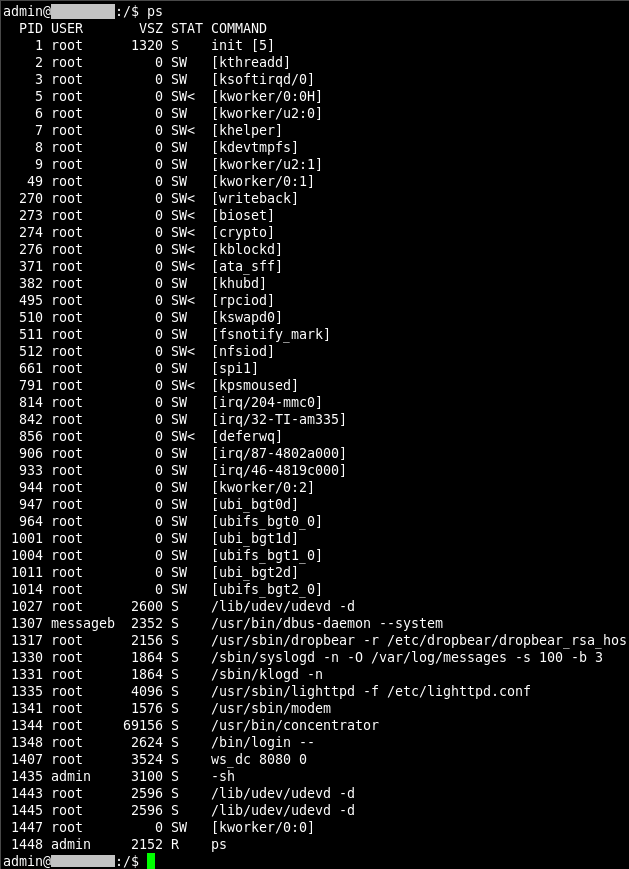 admin@:/$ ps
  PID USER       VSZ STAT COMMAND
    1 root      1320 S    init [5]
    2 root         0 SW   [kthreadd]
    3 root         0 SW   [ksoftirqd/0]
    5 root         0 SW<  [kworker/0:0H]
    6 root         0 SW   [kworker/u2:0]
    7 root         0 SW<  [khelper]
    8 root         0 SW   [kdevtmpfs]
    9 root         0 SW   [kworker/u2:1]
   49 root         0 SW   [kworker/0:1]
  270 root         0 SW<  [writeback]
  273 root         0 SW<  [bioset]
  274 root         0 SW<  [crypto]
  276 root         0 SW<  [kblockd]
  371 root         0 SW<  [ata_sff]
  382 root         0 SW   [khubd]
  495 root         0 SW<  [rpciod]
  510 root         0 SW   [kswapd0]
  511 root         0 SW   [fsnotify_mark]
  512 root         0 SW<  [nfsiod]
  661 root         0 SW   [spi1]
  791 root         0 SW<  [kpsmoused]
  814 root         0 SW   [irq/204-mmc0]
  842 root         0 SW   [irq/32-TI-am335]
  856 root         0 SW<  [deferwq]
  906 root         0 SW   [irq/87-4802a000]
  933 root         0 SW   [irq/46-4819c000]
  944 root         0 SW   [kworker/0:2]
  947 root         0 SW   [ubi_bgt0d]
  964 root         0 SW   [ubifs_bgt0_0]
 1001 root         0 SW   [ubi_bgt1d]
 1004 root         0 SW   [ubifs_bgt1_0]
 1011 root         0 SW   [ubi_bgt2d]
 1014 root         0 SW   [ubifs_bgt2_0]
 1027 root      2600 S    /lib/udev/udevd -d
 1307 messageb  2352 S    /usr/bin/dbus-daemon --system
 1317 root      2156 S    /usr/sbin/dropbear -r /etc/dropbear/dropbear_rsa_hos
 1330 root      1864 S    /sbin/syslogd -n -O /var/log/messages -s 100 -b 3
 1331 root      1864 S    /sbin/klogd -n
 1335 root      4096 S    /usr/sbin/lighttpd -f /etc/lighttpd.conf
 1341 root      1576 S    /usr/sbin/modem
 1344 root     69156 S    /usr/bin/concentrator
 1348 root      2624 S    /bin/login --
 1407 root      3524 S    ws_dc 8080 0
 1435 admin     3100 S    -sh
 1443 root      2596 S    /lib/udev/udevd -d
 1445 root      2596 S    /lib/udev/udevd -d
 1447 root         0 SW   [kworker/0:0]
 1448 admin     2152 R    ps
admin@:/$